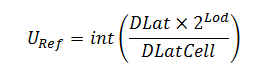 U_Ref = int(DLat × 2^Lod / DLatCell)